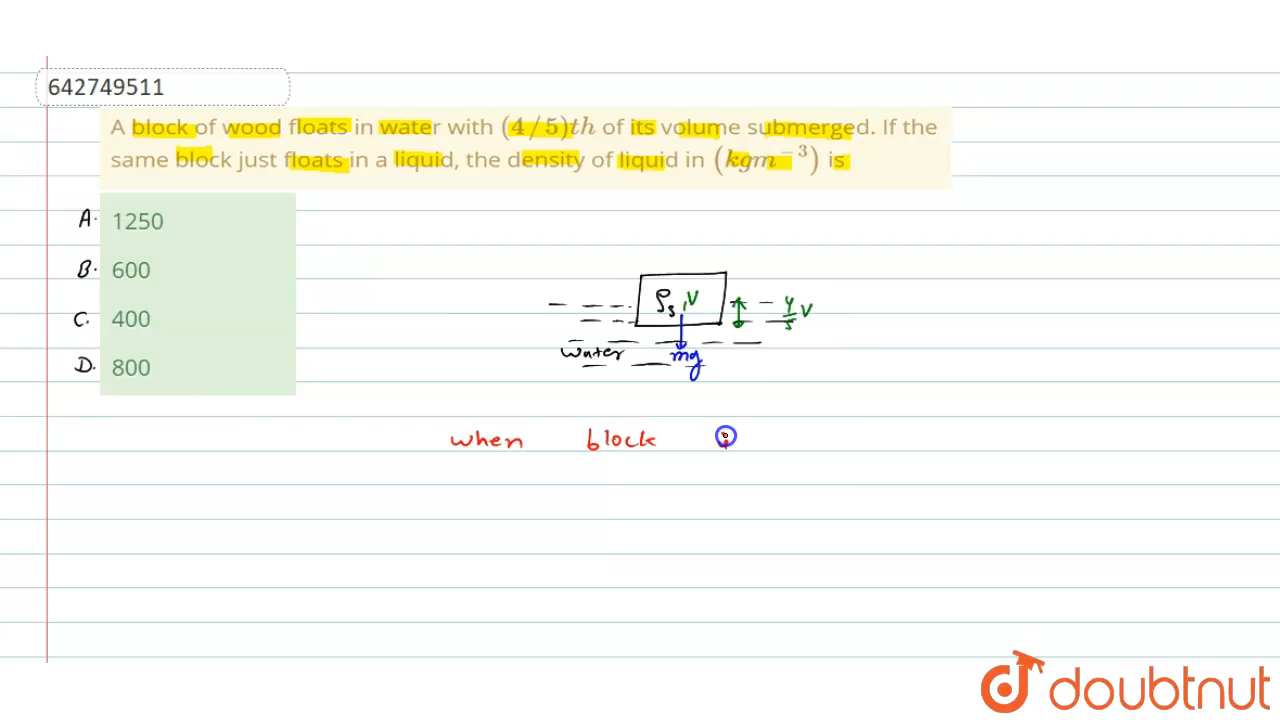 642749511
A block of wood floats in water with (4/5)th of its volume submerged. If the
same block just floats in a liquid, the density of liquid in (kgm⁻³) is
A. 1250
B. 600
C. 400
D. 800
ρs, V
4/5 V
water
mg
when block
doubtnut